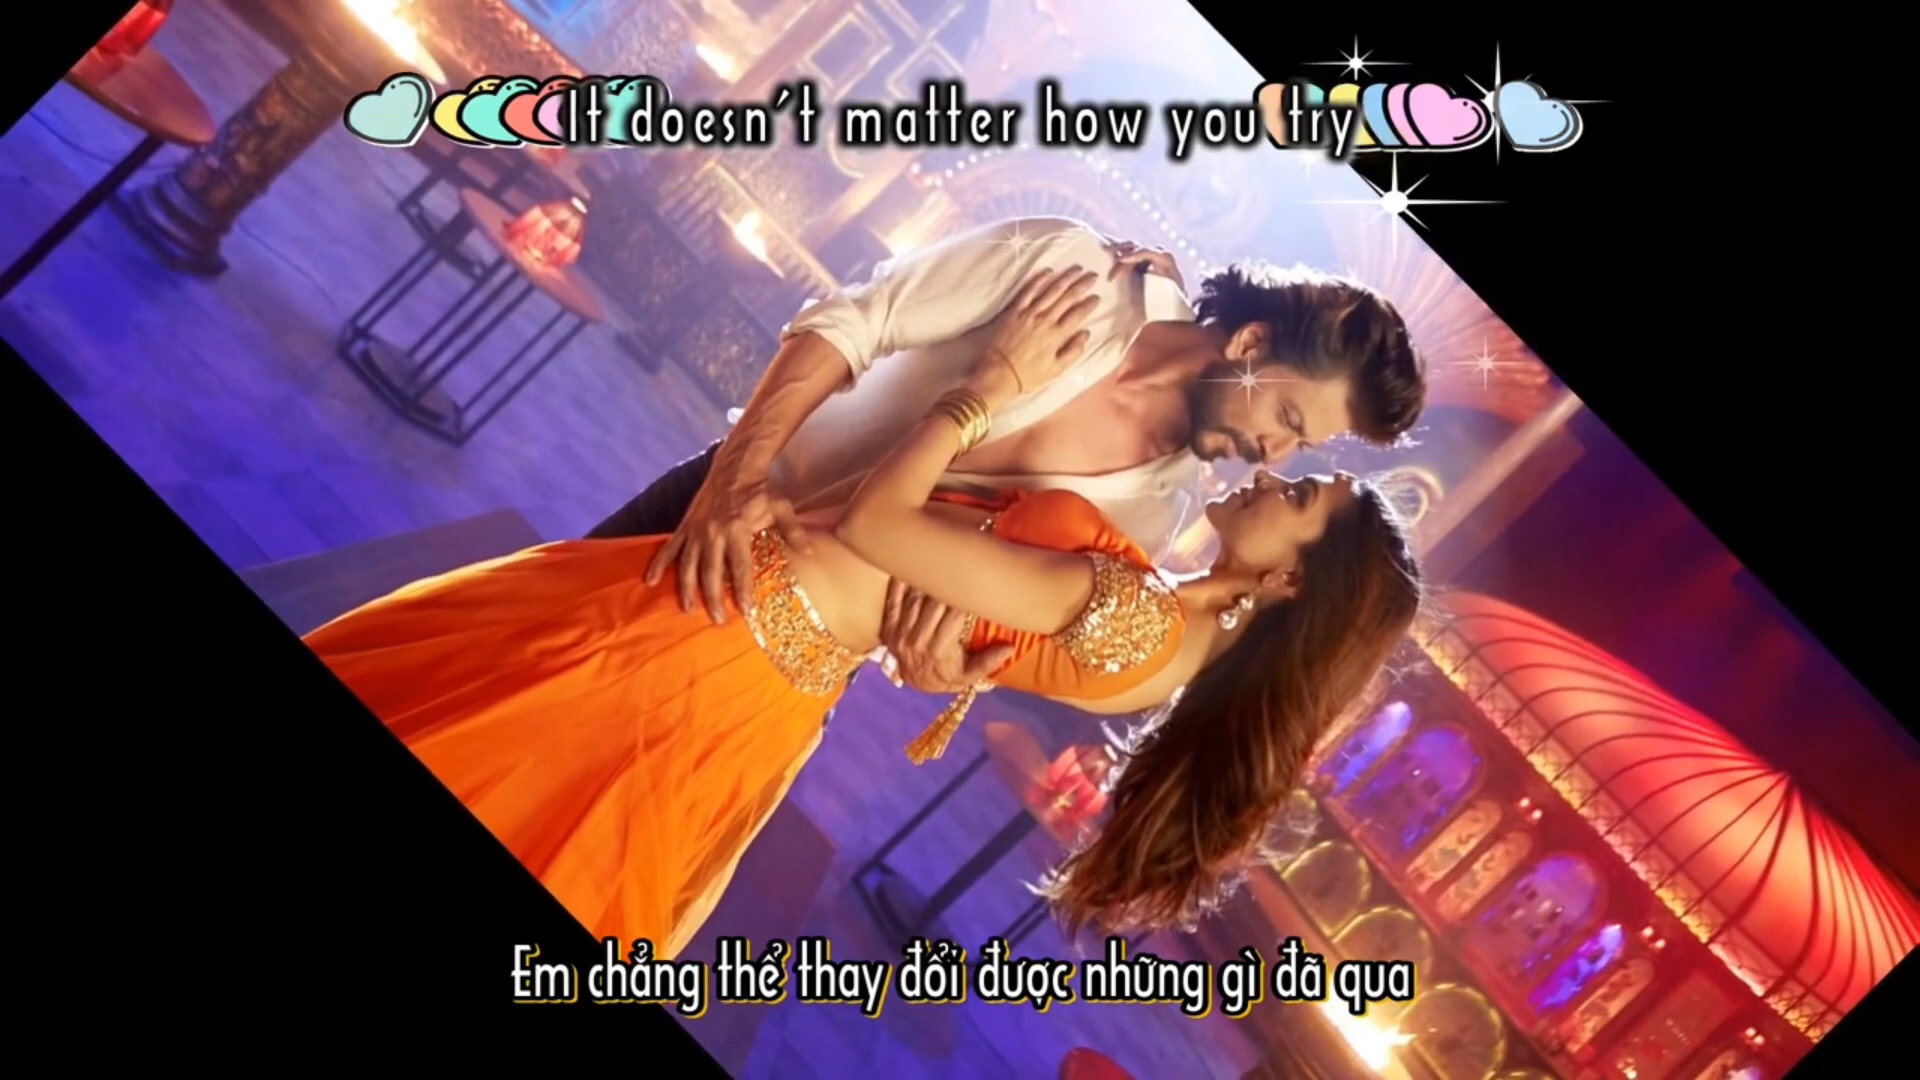 It doesn't matter how you try
Em chẳng thể thay đổi được những gì đã qua